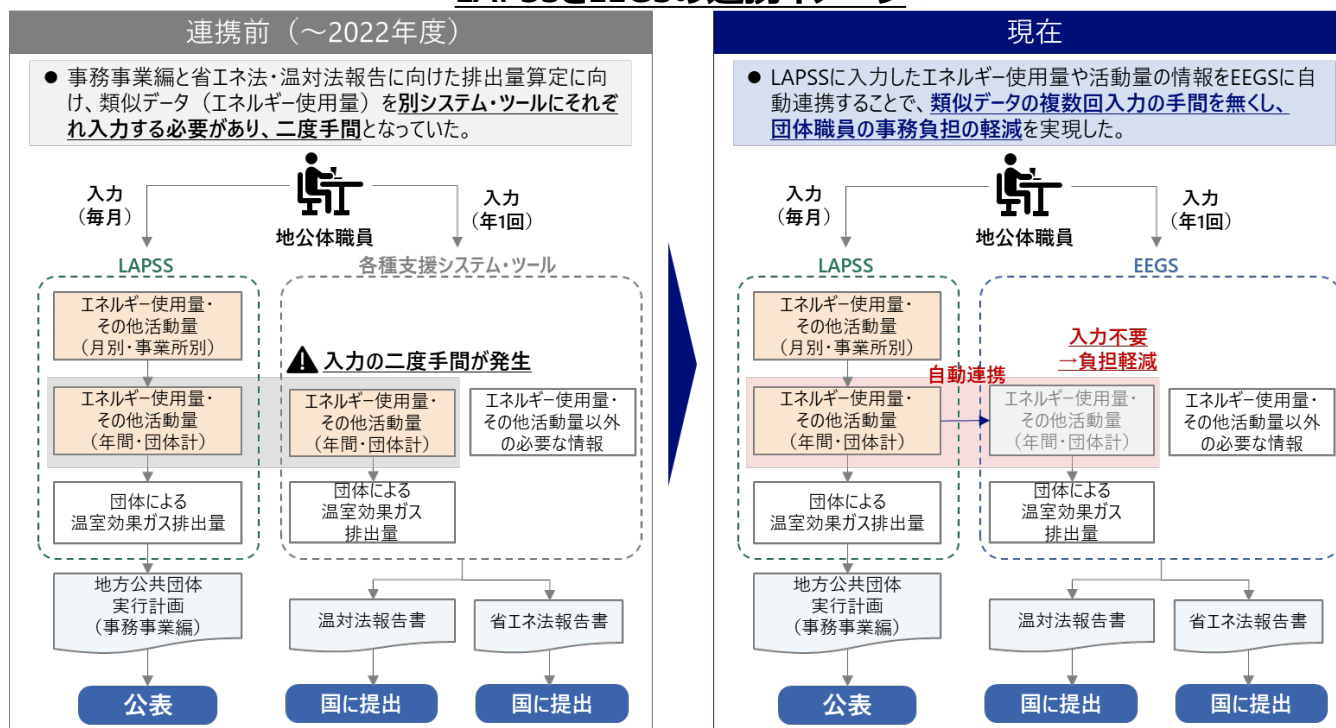 LAPSSとEEGSの連携イメージ
連携前（～2022年度）
● 事務事業編と省エネ法・温対法報告に向けた排出量算定に向
け、類似データ（エネルギー使用量）を別システム・ツールにそれぞ
れ入力する必要があり、二度手間となっていた。
入力
（毎月）
入力
（年1回）
地公体職員
LAPSS
各種支援システム・ツール
エネルギー使用量・
その他活動量
（月別・事業所別）
入力の二度手間が発生
エネルギー使用量・
その他活動量
（年間・団体計）
エネルギー使用量・
その他活動量
（年間・団体計）
エネルギー使用量・
その他活動量以外
の必要な情報
団体による
温室効果ガス排出量
団体による
温室効果ガス
排出量
地方公共団体
実行計画
（事務事業編）
温対法報告書
省エネ法報告書
公表
国に提出
国に提出
現在
● LAPSSに入力したエネルギー使用量や活動量の情報をEEGSに自
動連携することで、類似データの複数回入力の手間を無くし、
団体職員の事務負担の軽減を実現した。
入力
（毎月）
入力
（年1回）
地公体職員
LAPSS
EEGS
エネルギー使用量・
その他活動量
（月別・事業所別）
入力不要
→負担軽減
自動連携
エネルギー使用量・
その他活動量
（年間・団体計）
エネルギー使用量・
その他活動量
（年間・団体計）
エネルギー使用量・
その他活動量以外
の必要な情報
団体による
温室効果ガス排出量
団体による
温室効果ガス
排出量
地方公共団体
実行計画
（事務事業編）
温対法報告書
省エネ法報告書
公表
国に提出
国に提出